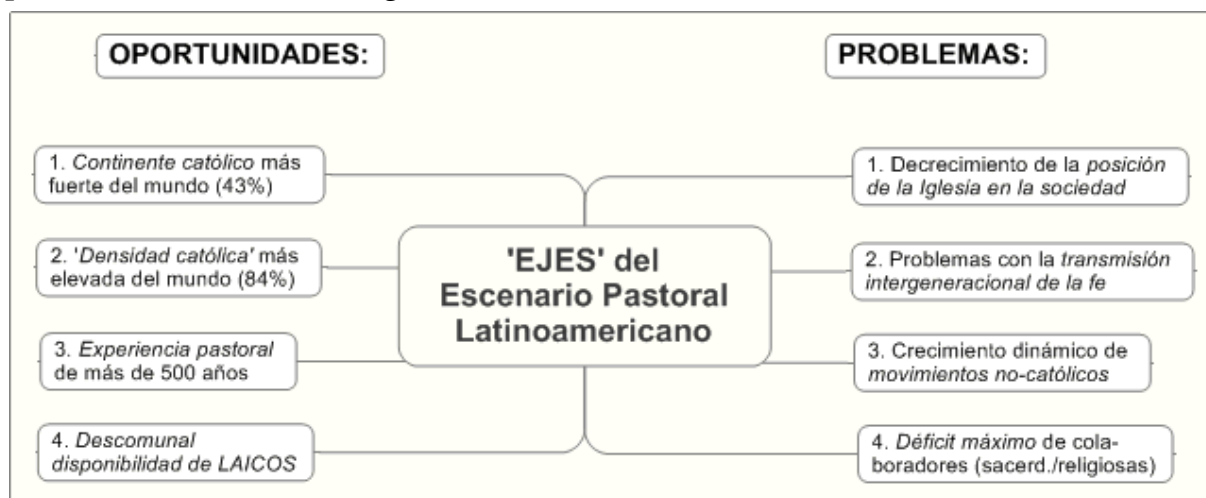 OPORTUNIDADES:
1. Continente católico más
fuerte del mundo (43%)
2. 'Densidad católica' más
elevada del mundo (84%)
3. Experiencia pastoral
de más de 500 años
4. Descomunal
disponibilidad de LAICOS
'EJES' del
Escenario Pastoral
Latinoamericano
PROBLEMAS:
1. Decrecimiento de la posición
de la Iglesía en la sociedad
2. Problemas con la transmisión
intergeneracional de la fe
3. Crecimiento dinámico de
movimientos no-católicos
4. Déficit máximo de cola-
boradores (sacerd./religiosas)